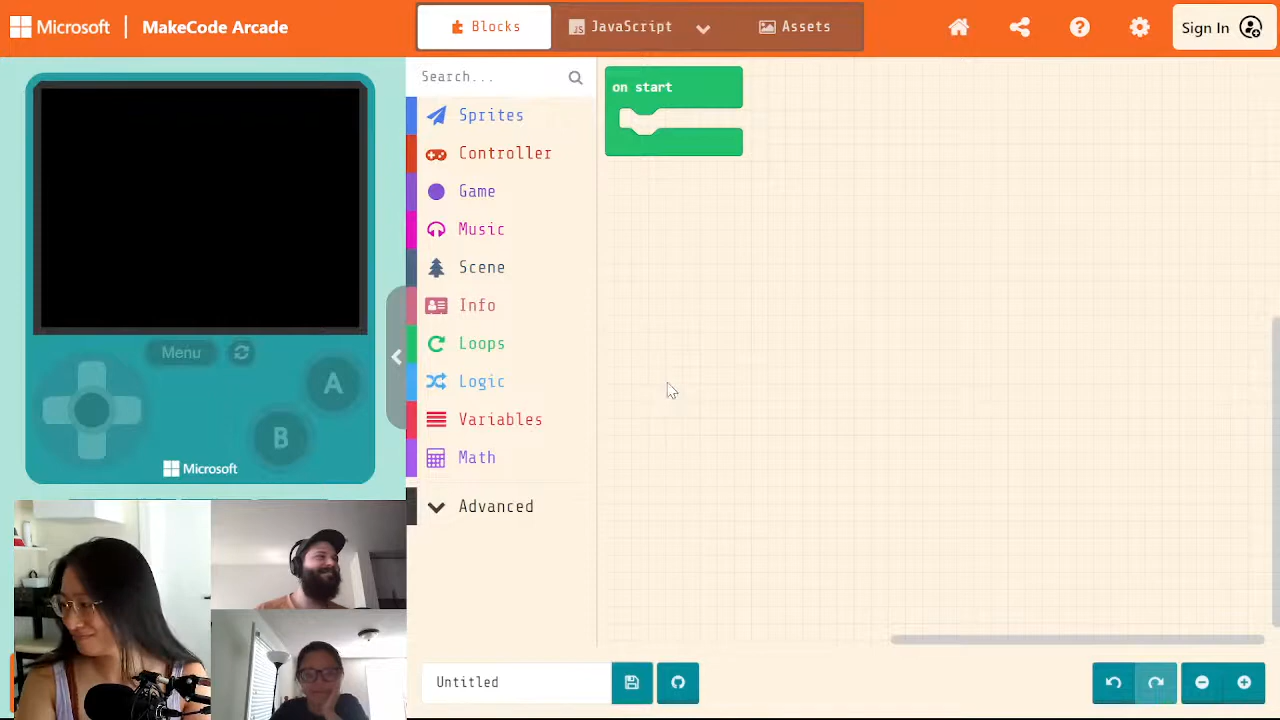 Microsoft
MakeCode Arcade
Blocks
JavaScript
Assets
Sign In
Search...
on start
Sprites
Controller
Game
Music
Scene
Info
Loops
Logic
Variables
Math
Advanced
Menu
A
B
Microsoft
Untitled